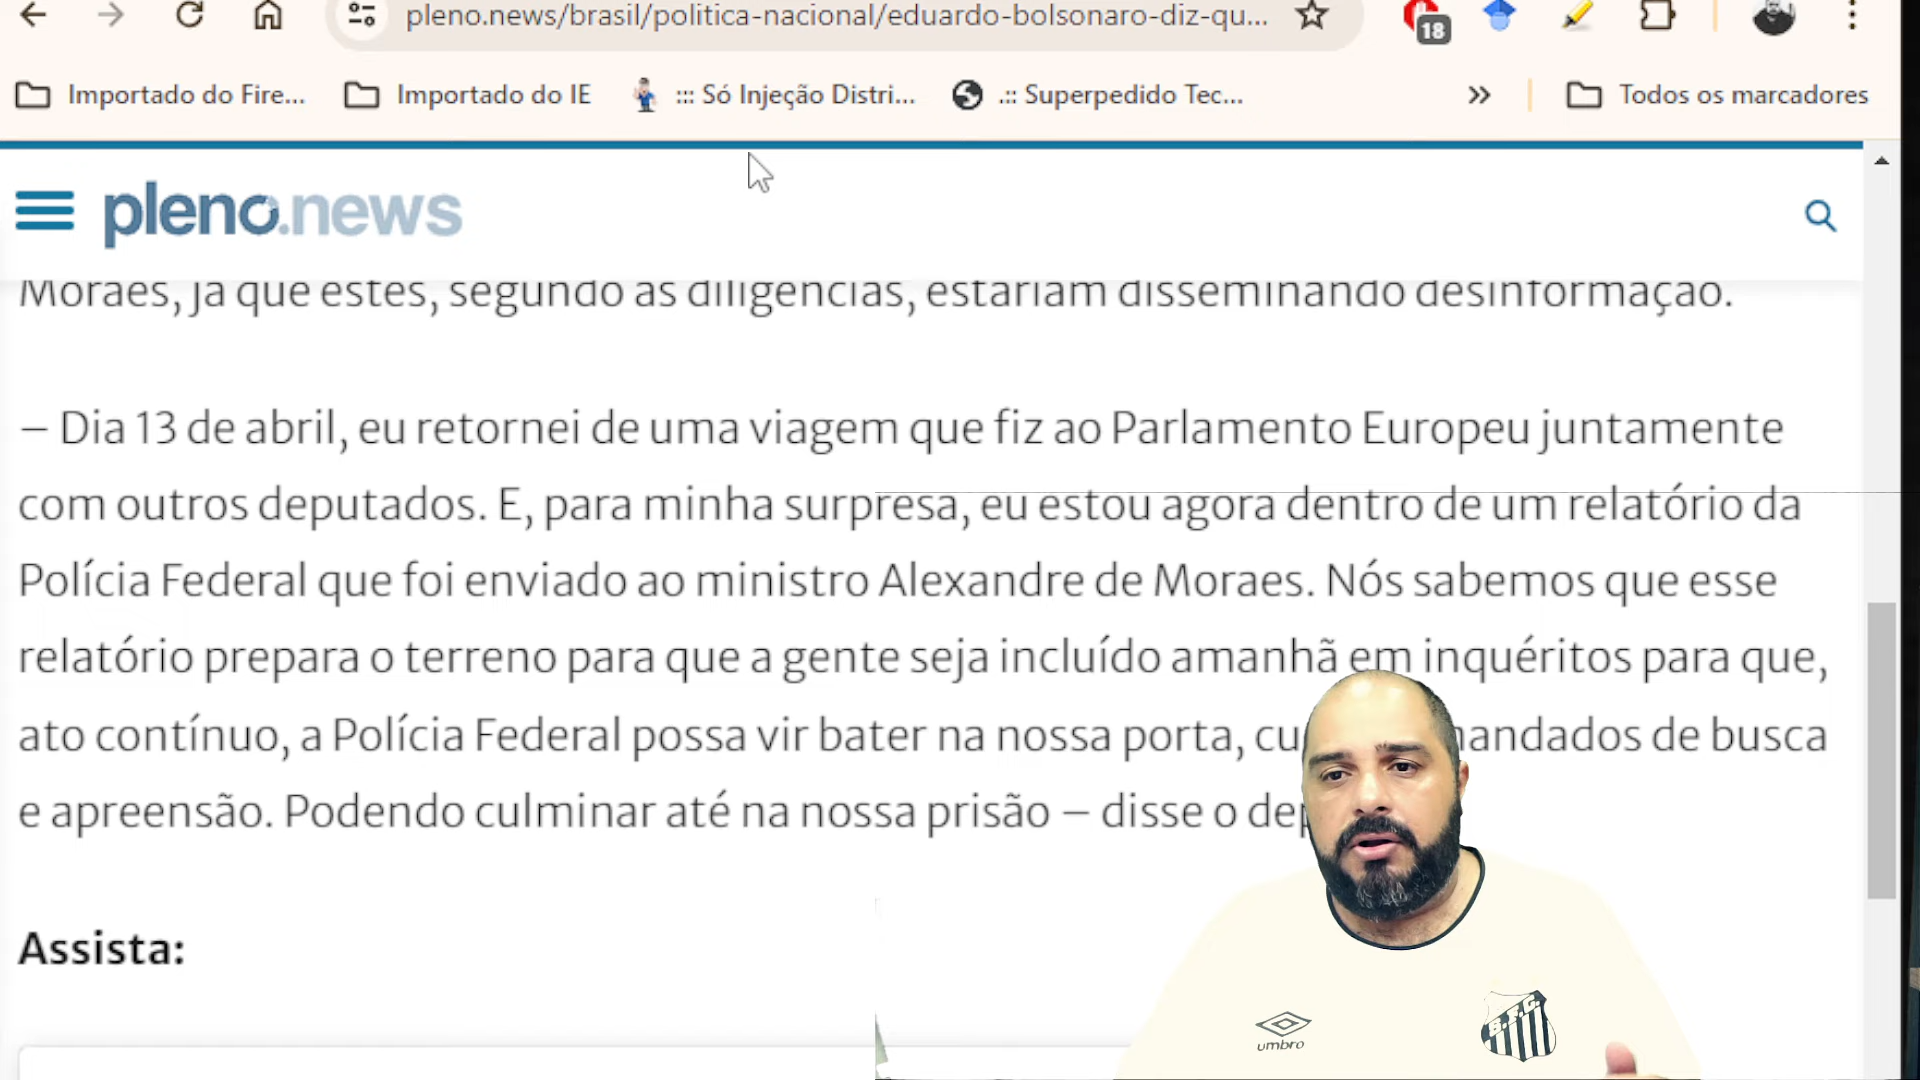 pleno.news/brasil/politica-nacional/eduardo-bolsonaro-diz-qu...
18
Importado do Fire...
Importado do IE
::: Só Injeção Distri...
.:: Superpedido Tec...
»
Todos os marcadores
pleno.news
Moraes, já que estes, segundo as diligências, estariam disseminando desinformação.
– Dia 13 de abril, eu retornei de uma viagem que fiz ao Parlamento Europeu juntamente
com outros deputados. E, para minha surpresa, eu estou agora dentro de um relatório da
Polícia Federal que foi enviado ao ministro Alexandre de Moraes. Nós sabemos que esse
relatório prepara o terreno para que a gente seja incluído amanhã em inquéritos para que,
ato contínuo, a Polícia Federal possa vir bater na nossa porta, mandados de busca
e apreensão. Podendo culminar até na nossa prisão – disse o
Assista:
umbro
S.F.C.